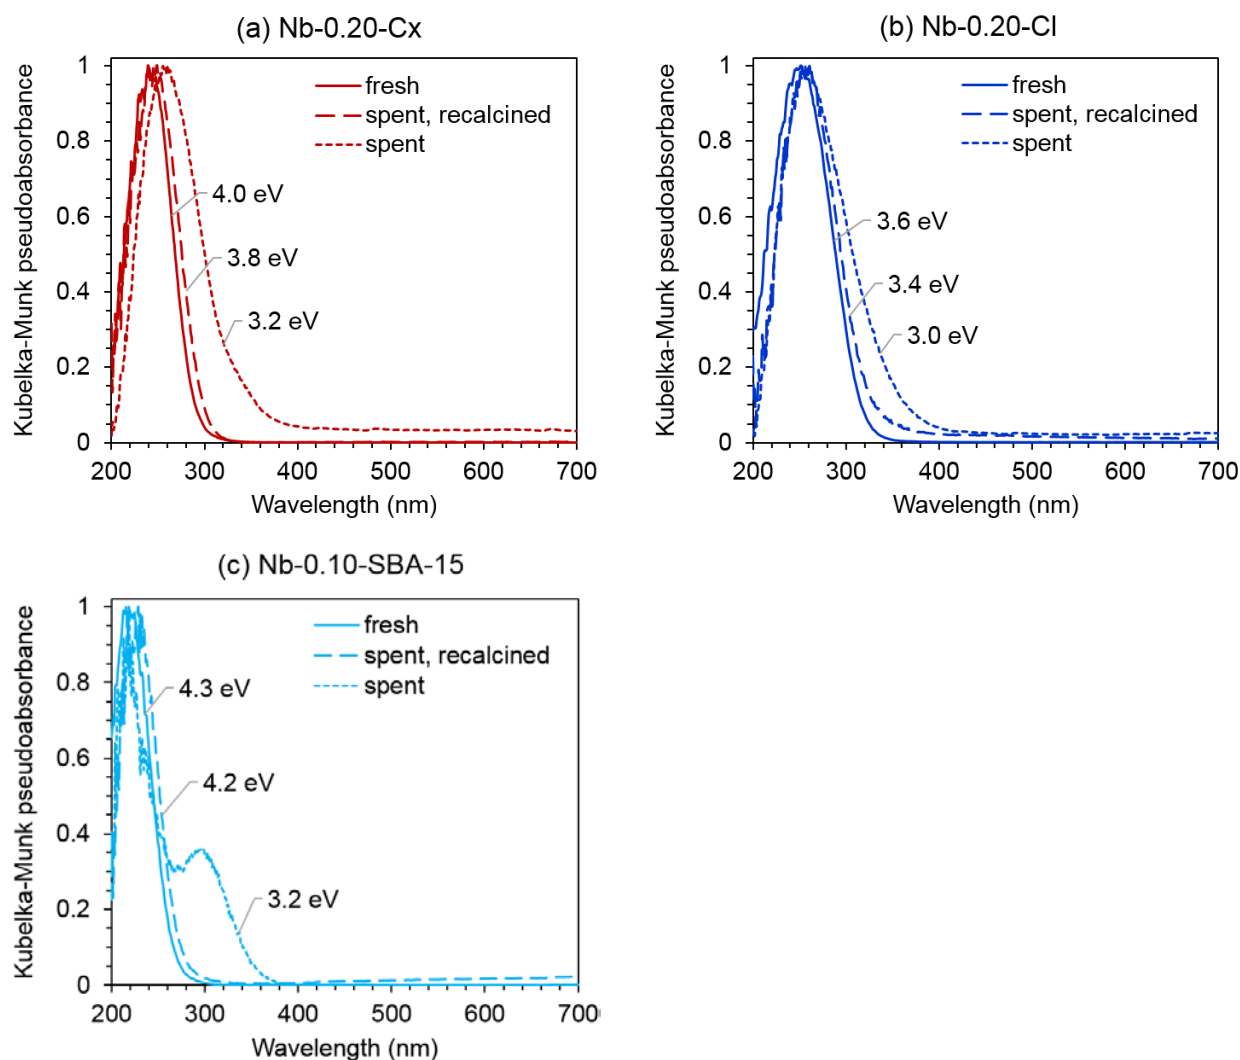 (a) Nb-0.20-Cx
Kubelka-Munk pseudoabsorbance
1
0.8
0.6
0.4
0.2
0
fresh
spent, recalcined
spent
4.0 eV
3.8 eV
3.2 eV
200 300 400 500 600 700
Wavelength (nm)
(b) Nb-0.20-Cl
Kubelka-Munk pseudoabsorbance
1
0.8
0.6
0.4
0.2
0
fresh
spent, recalcined
spent
3.6 eV
3.4 eV
3.0 eV
200 300 400 500 600 700
Wavelength (nm)
(c) Nb-0.10-SBA-15
Kubelka-Munk pseudoabsorbance
1
0.8
0.6
0.4
0.2
0
fresh
spent, recalcined
spent
4.3 eV
4.2 eV
3.2 eV
200 300 400 500 600 700
Wavelength (nm)